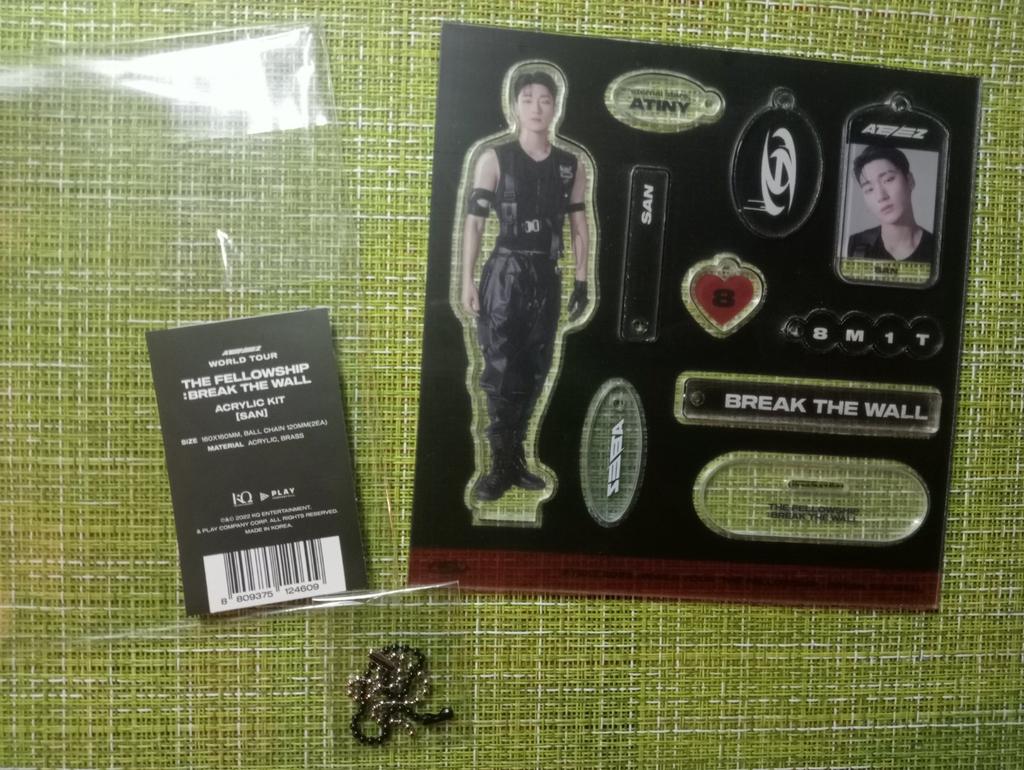 ATEEZ
WORLD TOUR
THE FELLOWSHIP
:BREAK THE WALL
ACRYLIC KIT
[SAN]
SIZE 160X160MM, BALL CHAIN 120MM(2EA)
MATERIAL ACRYLIC, BRASS
KQ
PLAY
©&℗ 2022 KQ ENTERTAINMENT.
& PLAY COMPANY CORP. ALL RIGHTS RESERVED.
MADE IN KOREA.
8 809375 124609
ATINY
SAN
ATEEZ
SAN
8
8 M 1 T
BREAK THE WALL
THE FELLOWSHIP
:BREAK THE WALL